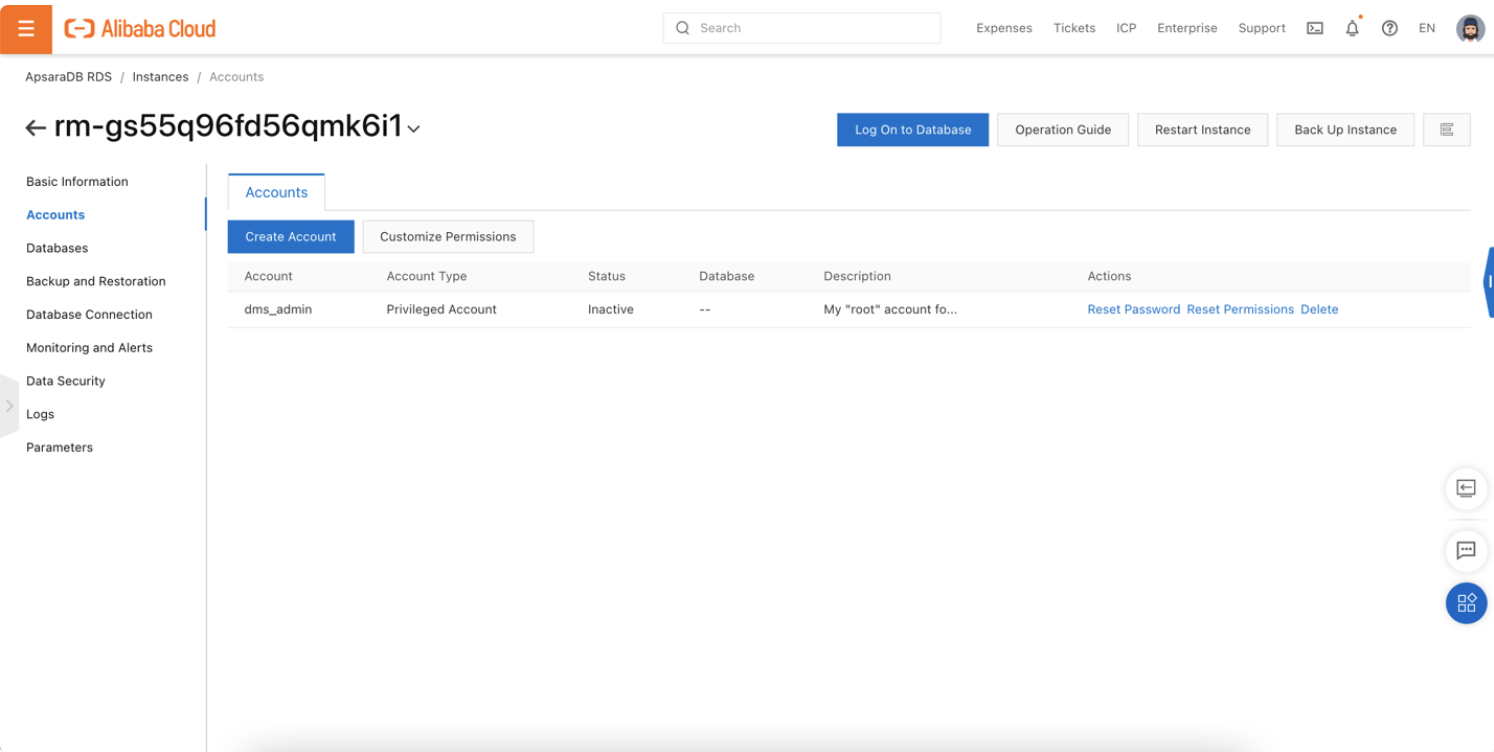 Alibaba Cloud
Search
Expenses Tickets ICP Enterprise Support EN
ApsaraDB RDS / Instances / Accounts
rm-gs55q96fd56qmk6i1
Log On to Database Operation Guide Restart Instance Back Up Instance
Basic Information
Accounts
Databases
Backup and Restoration
Database Connection
Monitoring and Alerts
Data Security
Logs
Parameters
Accounts
Create Account Customize Permissions
Account Account Type Status Database Description Actions
dms_admin Privileged Account Inactive -- My "root" account fo... Reset Password Reset Permissions Delete